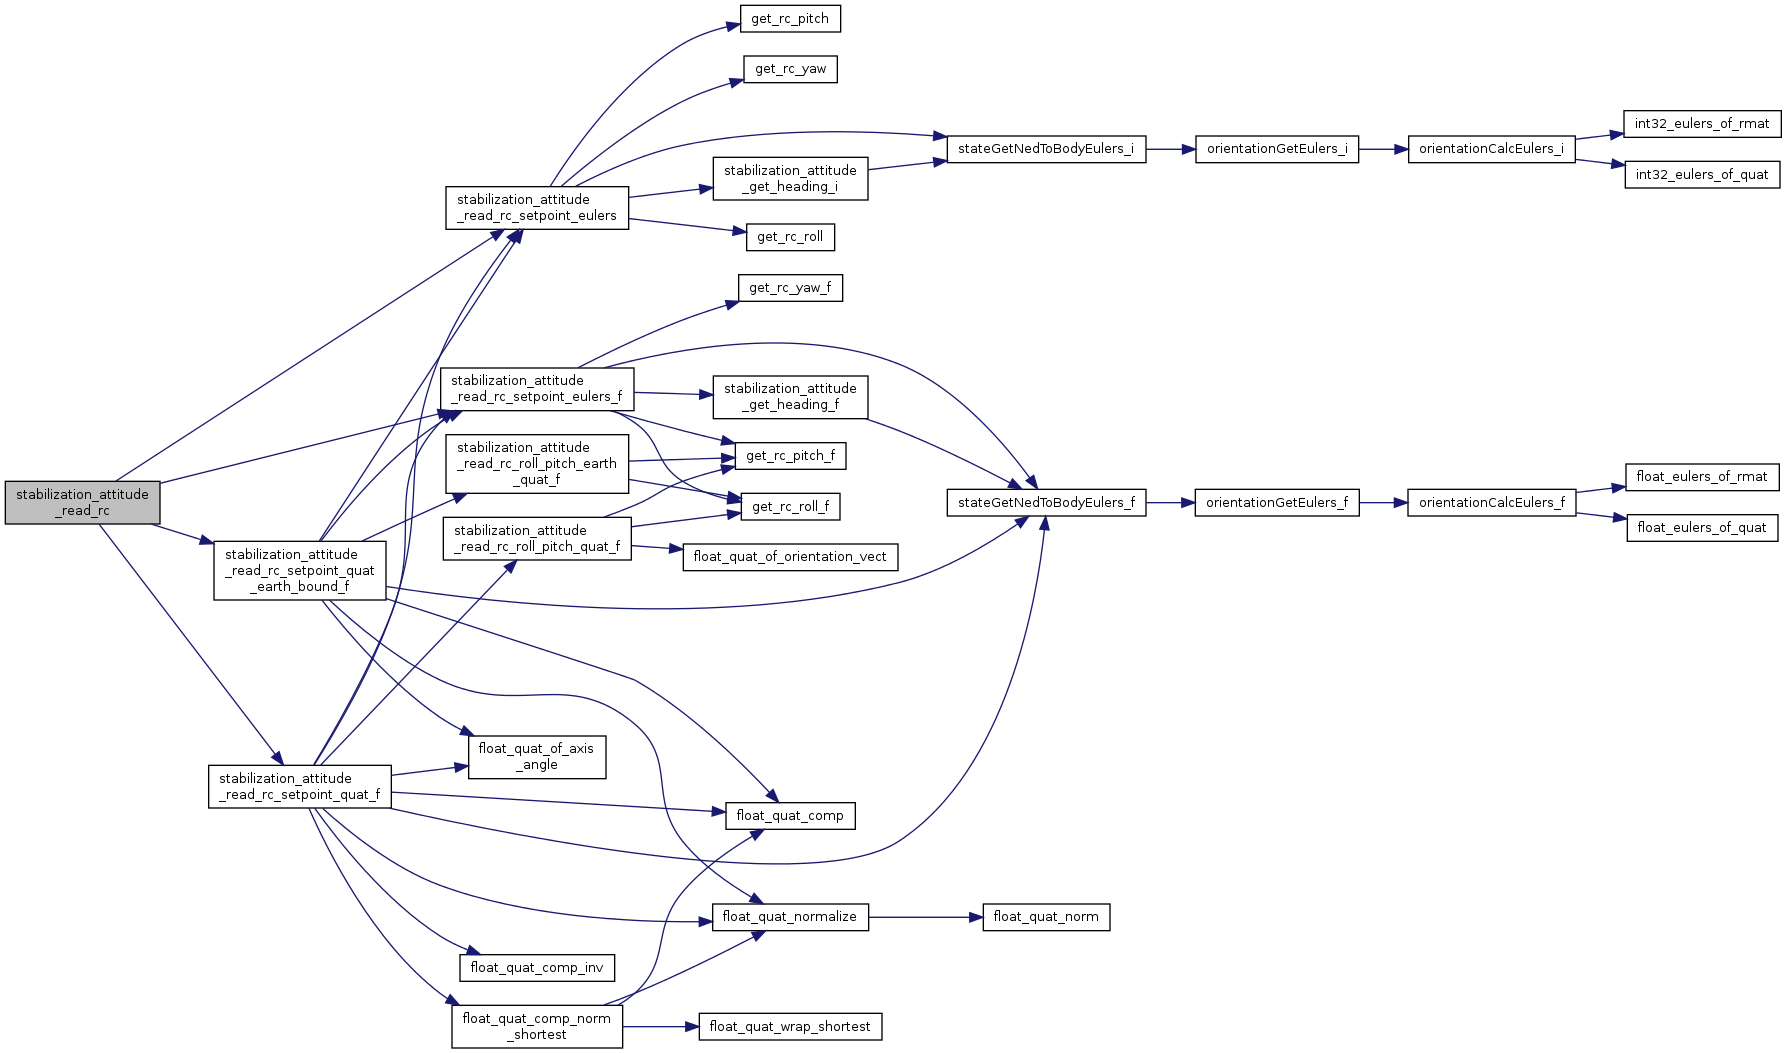 get_rc_pitch
get_rc_yaw
int32_eulers_of_rmat
stateGetNedToBodyEulers_i
orientationGetEulers_i
orientationCalcEulers_i
stabilization_attitude
_get_heading_i
int32_eulers_of_quat
stabilization_attitude
_read_rc_setpoint_eulers
get_rc_roll
get_rc_yaw_f
stabilization_attitude
_read_rc_setpoint_eulers_f
stabilization_attitude
_get_heading_f
stabilization_attitude
_read_rc_roll_pitch_earth
_quat_f
get_rc_pitch_f
float_eulers_of_rmat
stabilization_attitude
_read_rc
get_rc_roll_f
stateGetNedToBodyEulers_f
orientationGetEulers_f
orientationCalcEulers_f
float_eulers_of_quat
stabilization_attitude
_read_rc_roll_pitch_quat_f
float_quat_of_orientation_vect
stabilization_attitude
_read_rc_setpoint_quat
_earth_bound_f
float_quat_of_axis
_angle
stabilization_attitude
_read_rc_setpoint_quat_f
float_quat_comp
float_quat_normalize
float_quat_norm
float_quat_comp_inv
float_quat_comp_norm
_shortest
float_quat_wrap_shortest